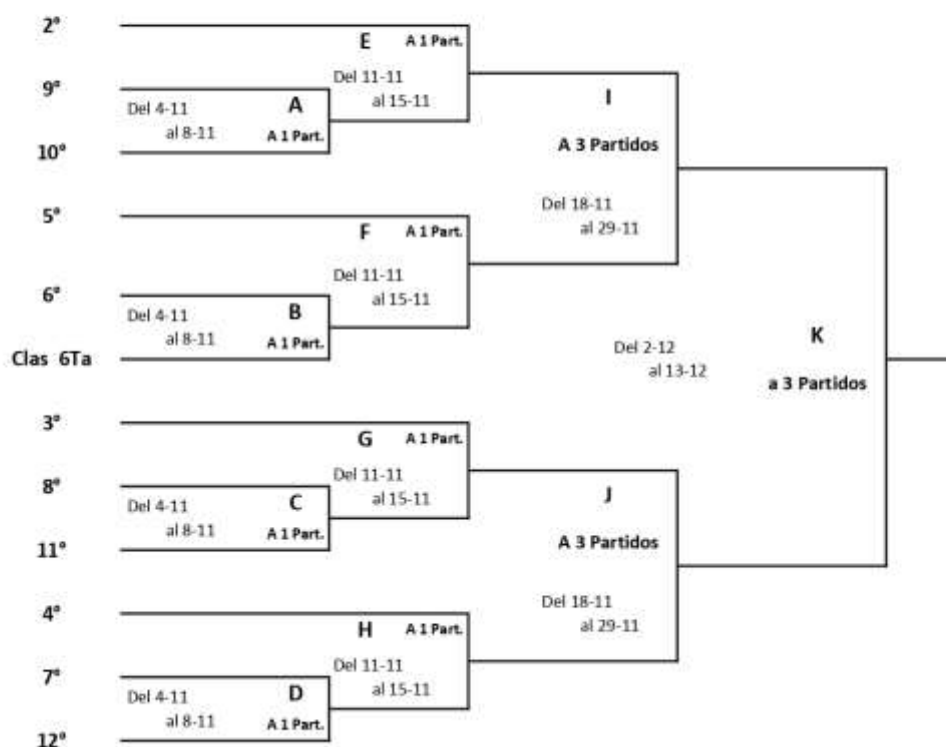 2°
E
A 1 Part.
Del 11-11
al 15-11
9°
Del 4-11
al 8-11
A
A 1 Part.
10°
I
A 3 Partidos
Del 18-11
al 29-11
5°
F
A 1 Part.
Del 11-11
al 15-11
6°
Del 4-11
al 8-11
B
A 1 Part.
Clas 6Ta
Del 2-12
al 13-12
K
a 3 Partidos
3°
G
A 1 Part.
Del 11-11
al 15-11
8°
Del 4-11
al 8-11
C
A 1 Part.
11°
J
A 3 Partidos
Del 18-11
al 29-11
4°
H
A 1 Part.
Del 11-11
al 15-11
7°
Del 4-11
al 8-11
D
A 1 Part.
12°